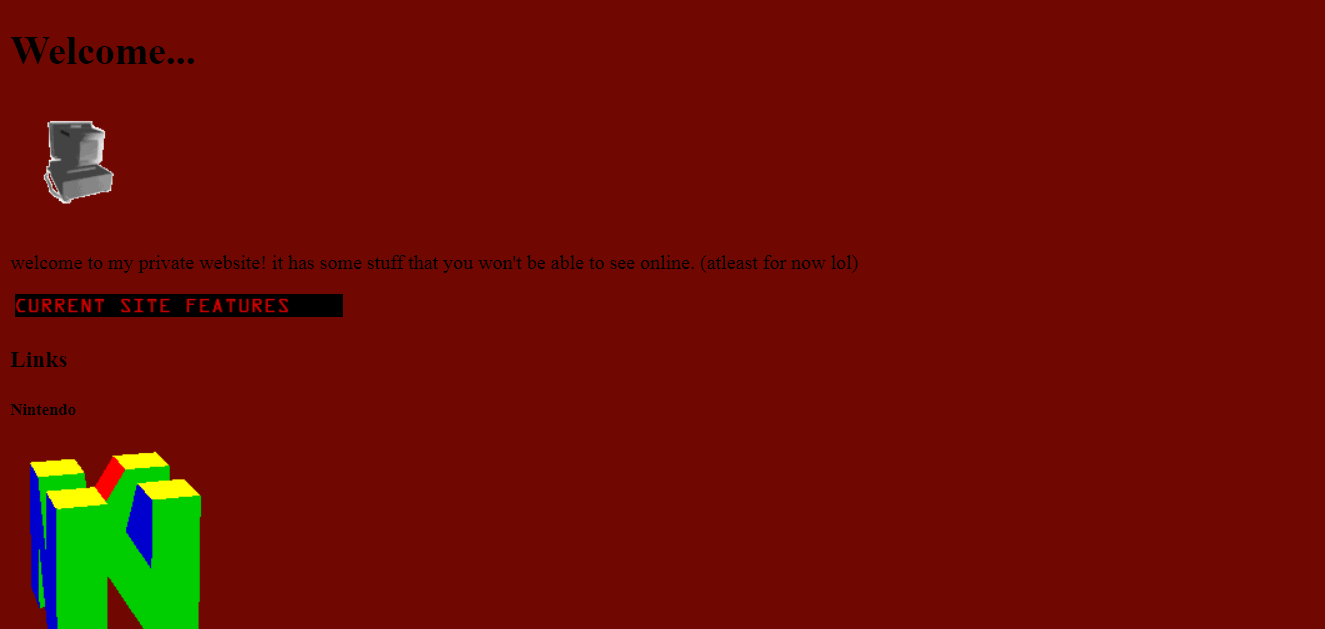 Welcome...
welcome to my private website! it has some stuff that you won't be able to see online. (atleast for now lol)
CURRENT SITE FEATURES
Links
Nintendo